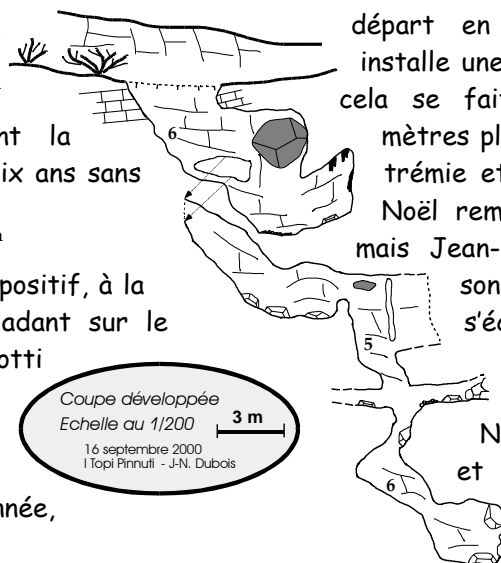 nt la
ix ans sans
positif, à la
adant sur le
otti
nnée,
départ en
installe une
cela se fai
mètres pl
trémie et
Noël rem
mais Jean-
son
s'é
N
et
6
5
6
Coupe développée
Echelle au 1/200
3 m
16 septembre 2000
I Topi Pinnuti - J-N. Dubois